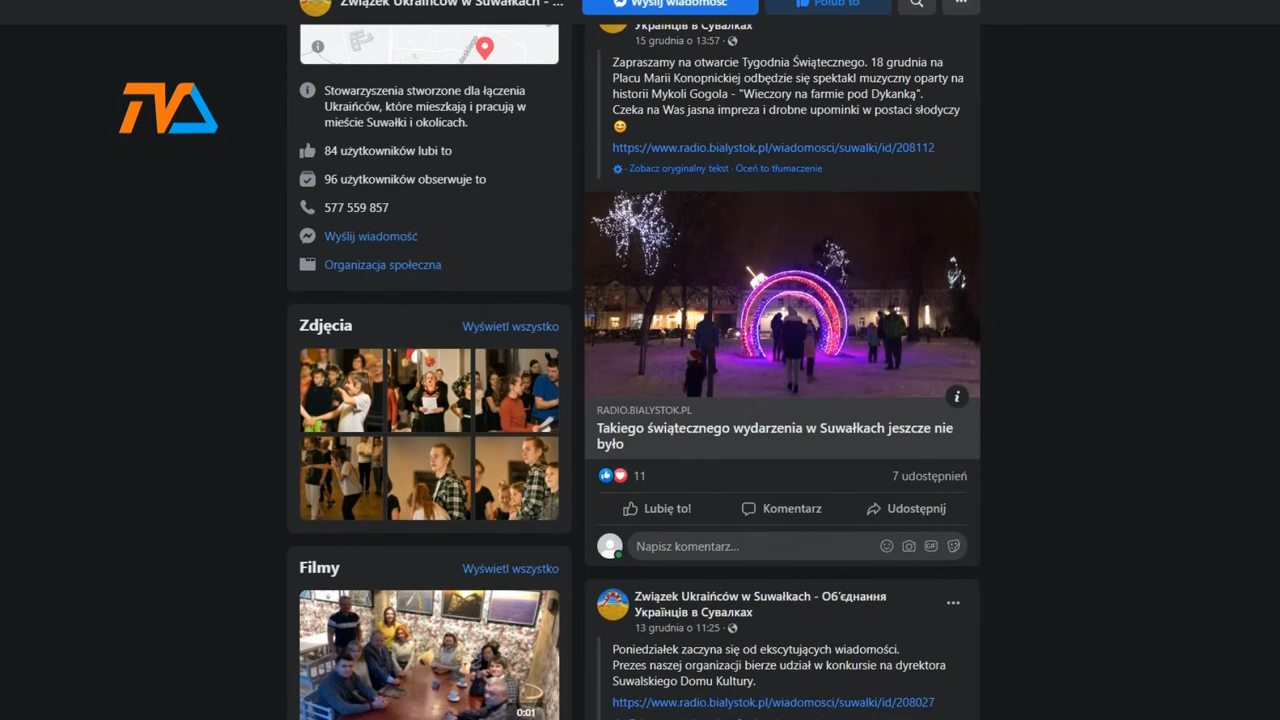 Związek Ukraińców w Suwałkach - ...
Wyślij wiadomość
Polub to
TVA
Stowarzyszenia stworzone dla łączenia
Ukraińców, które mieszkają i pracują w
mieście Suwałki i okolicach.
84 użytkowników lubi to
96 użytkowników obserwuje to
577 559 857
Wyślij wiadomość
Organizacja społeczna
Zdjęcia
Wyświetl wszystko
Filmy
Wyświetl wszystko
0:01
Українців в Сувалках
15 grudnia o 13:57 ·
Zapraszamy na otwarcie Tygodnia Świątecznego. 18 grudnia na
Placu Marii Konopnickiej odbędzie się spektakl muzyczny oparty na
historii Mykoli Gogola - "Wieczory na farmie pod Dykanką".
Czeka na Was jasna impreza i drobne upominki w postaci słodyczy
😊
https://www.radio.bialystok.pl/wiadomosci/suwalki/id/208112
· Zobacz oryginalny tekst · Oceń to tłumaczenie
RADIO.BIALYSTOK.PL
Takiego świątecznego wydarzenia w Suwałkach jeszcze nie
było
11
7 udostępnień
Lubię to!
Komentarz
Udostępnij
Napisz komentarz...
GIF
Związek Ukraińców w Suwałkach - Об'єднання
Українців в Сувалках
13 grudnia o 11:25 ·
Poniedziałek zaczyna się od ekscytujących wiadomości.
Prezes naszej organizacji bierze udział w konkursie na dyrektora
Suwalskiego Domu Kultury.
https://www.radio.bialystok.pl/wiadomosci/suwalki/id/208027